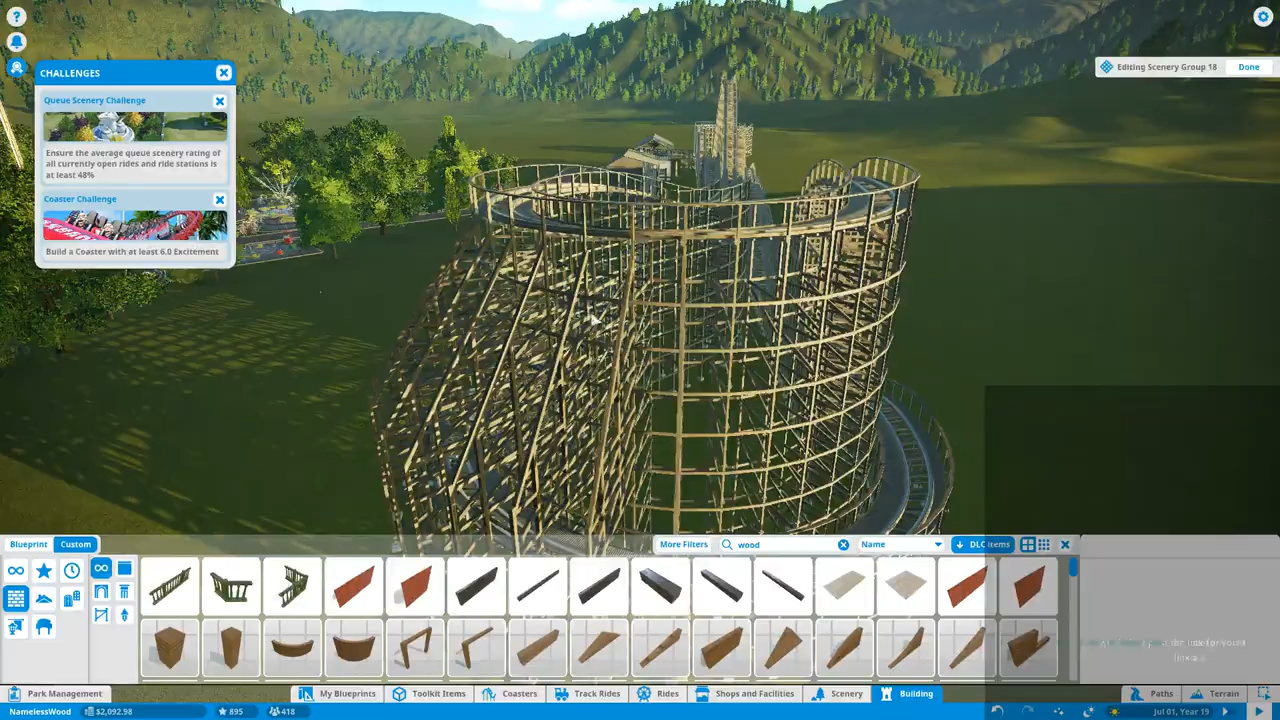 CHALLENGES
Queue Scenery Challenge
Ensure the average queue scenery rating of
all currently open rides and ride stations is
at least 48%
Coaster Challenge
Build a Coaster with at least 6.0 Excitement
Editing Scenery Group 18
Done
Blueprint
Custom
More Filters
wood
Name
DLC Items
Park Management
My Blueprints
Toolkit Items
Coasters
Track Rides
Rides
Shops and Facilities
Scenery
Building
Paths
Terrain
NamelessWood
$2,092.98
895
418
Jul 01, Year 19